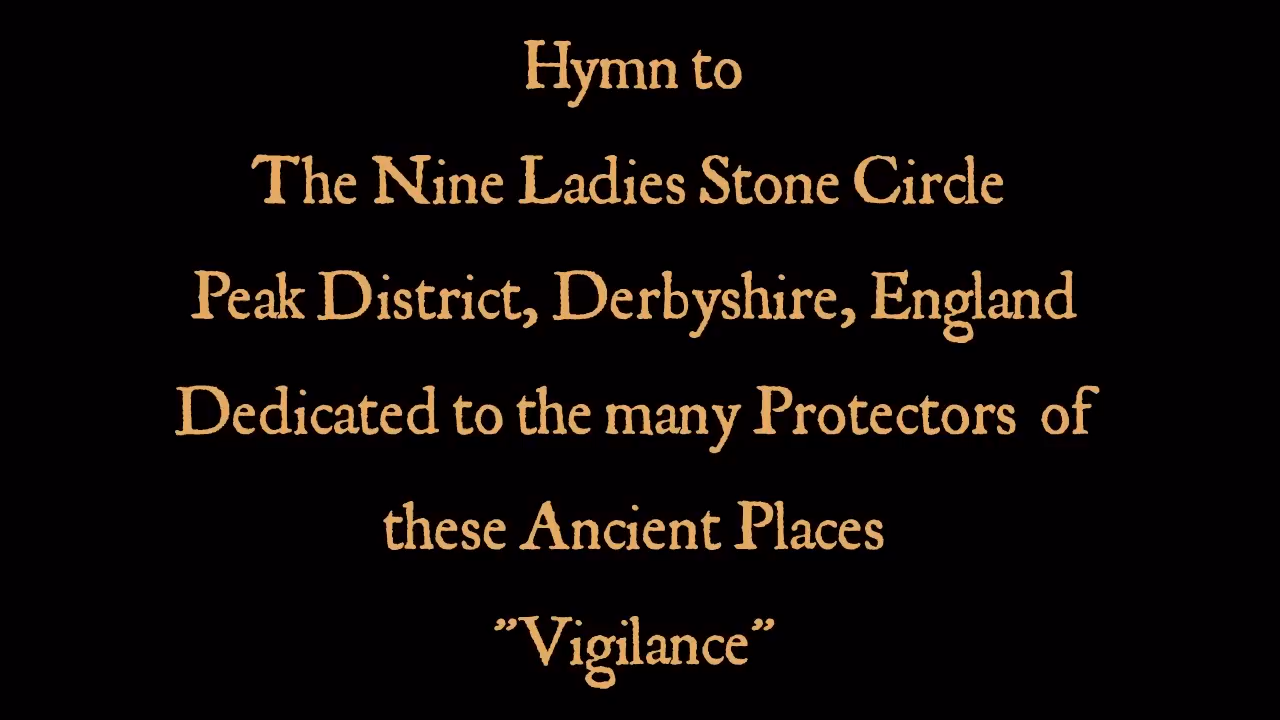 Hymn to
The Nine Ladies Stone Circle
Peak District, Derbyshire, England
Dedicated to the many Protectors of
these Ancient Places
”Vigilance”